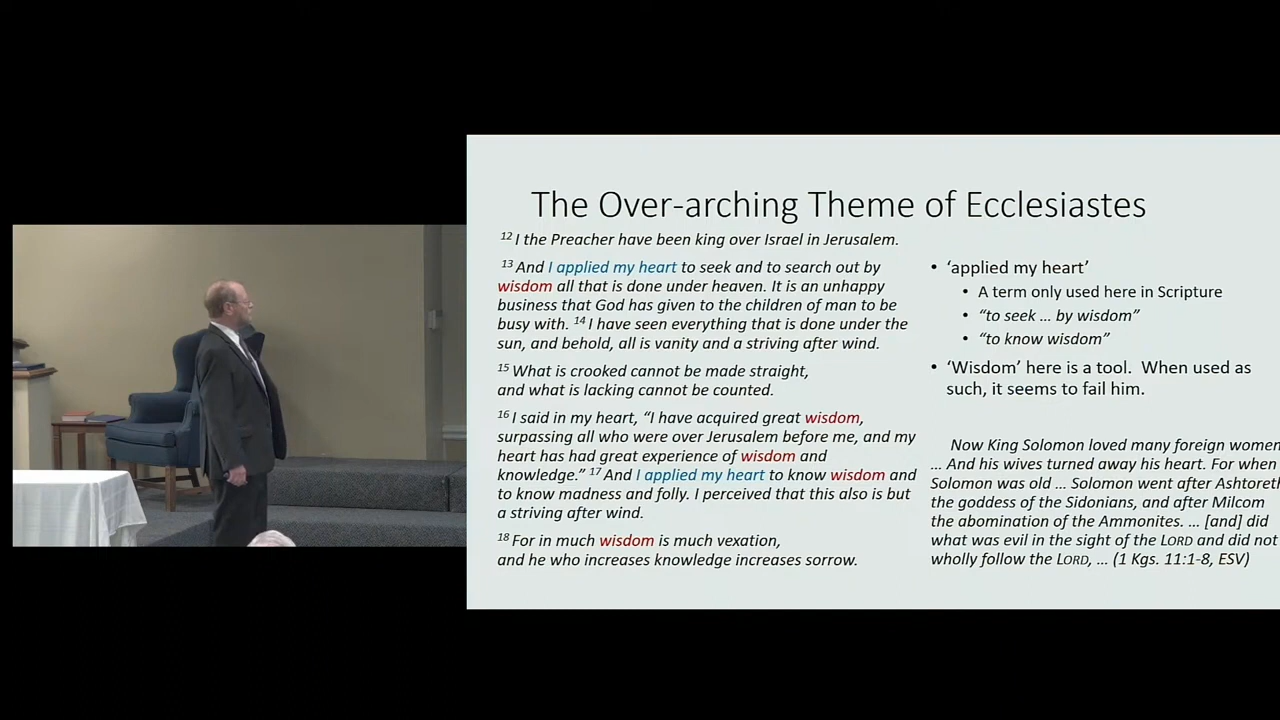 The Over-arching Theme of Ecclesiastes
12 I the Preacher have been king over Israel in Jerusalem.
13 And I applied my heart to seek and to search out by
wisdom all that is done under heaven. It is an unhappy
business that God has given to the children of man to be
busy with. 14 I have seen everything that is done under the
sun, and behold, all is vanity and a striving after wind.
15 What is crooked cannot be made straight,
and what is lacking cannot be counted.
16 I said in my heart, “I have acquired great wisdom,
surpassing all who were over Jerusalem before me, and my
heart has had great experience of wisdom and
knowledge.” 17 And I applied my heart to know wisdom and
to know madness and folly. I perceived that this also is but
a striving after wind.
18 For in much wisdom is much vexation,
and he who increases knowledge increases sorrow.
• ‘applied my heart’
• A term only used here in Scripture
• “to seek … by wisdom”
• “to know wisdom”
• ‘Wisdom’ here is a tool. When used as
such, it seems to fail him.
Now King Solomon loved many foreign women
… And his wives turned away his heart. For when
Solomon was old … Solomon went after Ashtoreth
the goddess of the Sidonians, and after Milcom
the abomination of the Ammonites. … [and] did
what was evil in the sight of the LORD and did not
wholly follow the LORD, … (1 Kgs. 11:1-8, ESV)